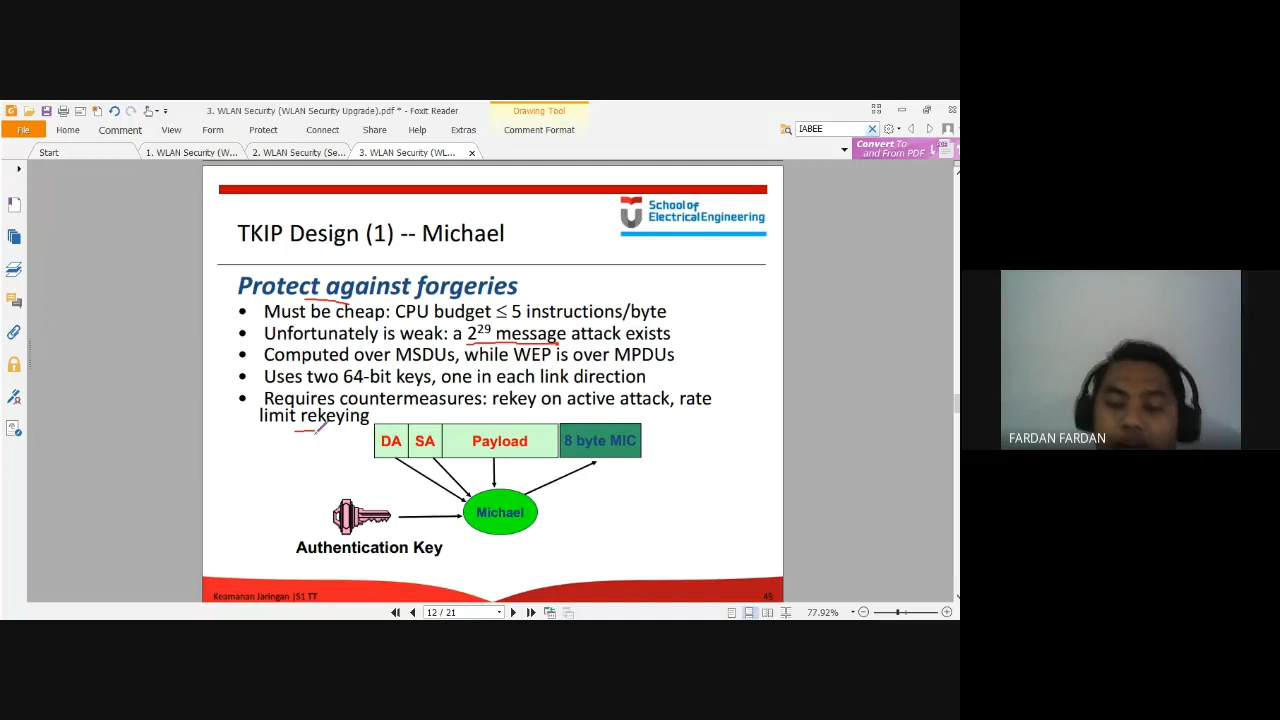 3. WLAN Security (WLAN Security Upgrade).pdf * - Foxit Reader
Drawing Tool
File
Home
Comment
View
Form
Protect
Connect
Share
Help
Extras
Comment Format
IABEE
Start
1. WLAN Security (W...
2. WLAN Security (Se...
3. WLAN Security (WL...
Convert To
and From PDF
School of
Electrical Engineering
TKIP Design (1) -- Michael
Protect against forgeries
• Must be cheap: CPU budget ≤ 5 instructions/byte
• Unfortunately is weak: a 2²⁹ message attack exists
• Computed over MSDUs, while WEP is over MPDUs
• Uses two 64-bit keys, one in each link direction
• Requires countermeasures: rekey on active attack, rate
limit rekeying
DA SA Payload 8 byte MIC
Michael
Authentication Key
Keamanan Jaringan |S1 TT
45
12 / 21
77.92%
FARDAN FARDAN